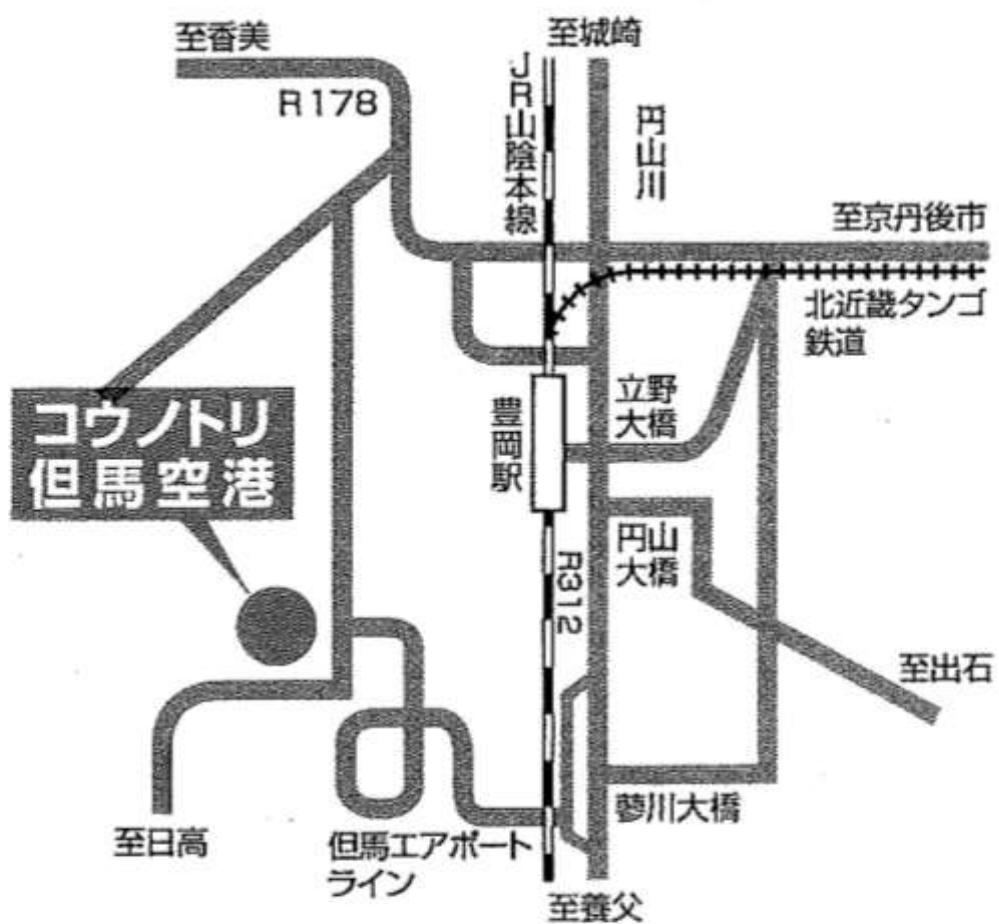 至香美
至城崎
R178
JR山陰本線
円山川
至京丹後市
北近畿タンゴ
鉄道
コウノトリ
但馬空港
豊岡駅
立野
大橋
円山
大橋
R312
至出石
蓼川大橋
至日高
但馬エアポート
ライン
至養父